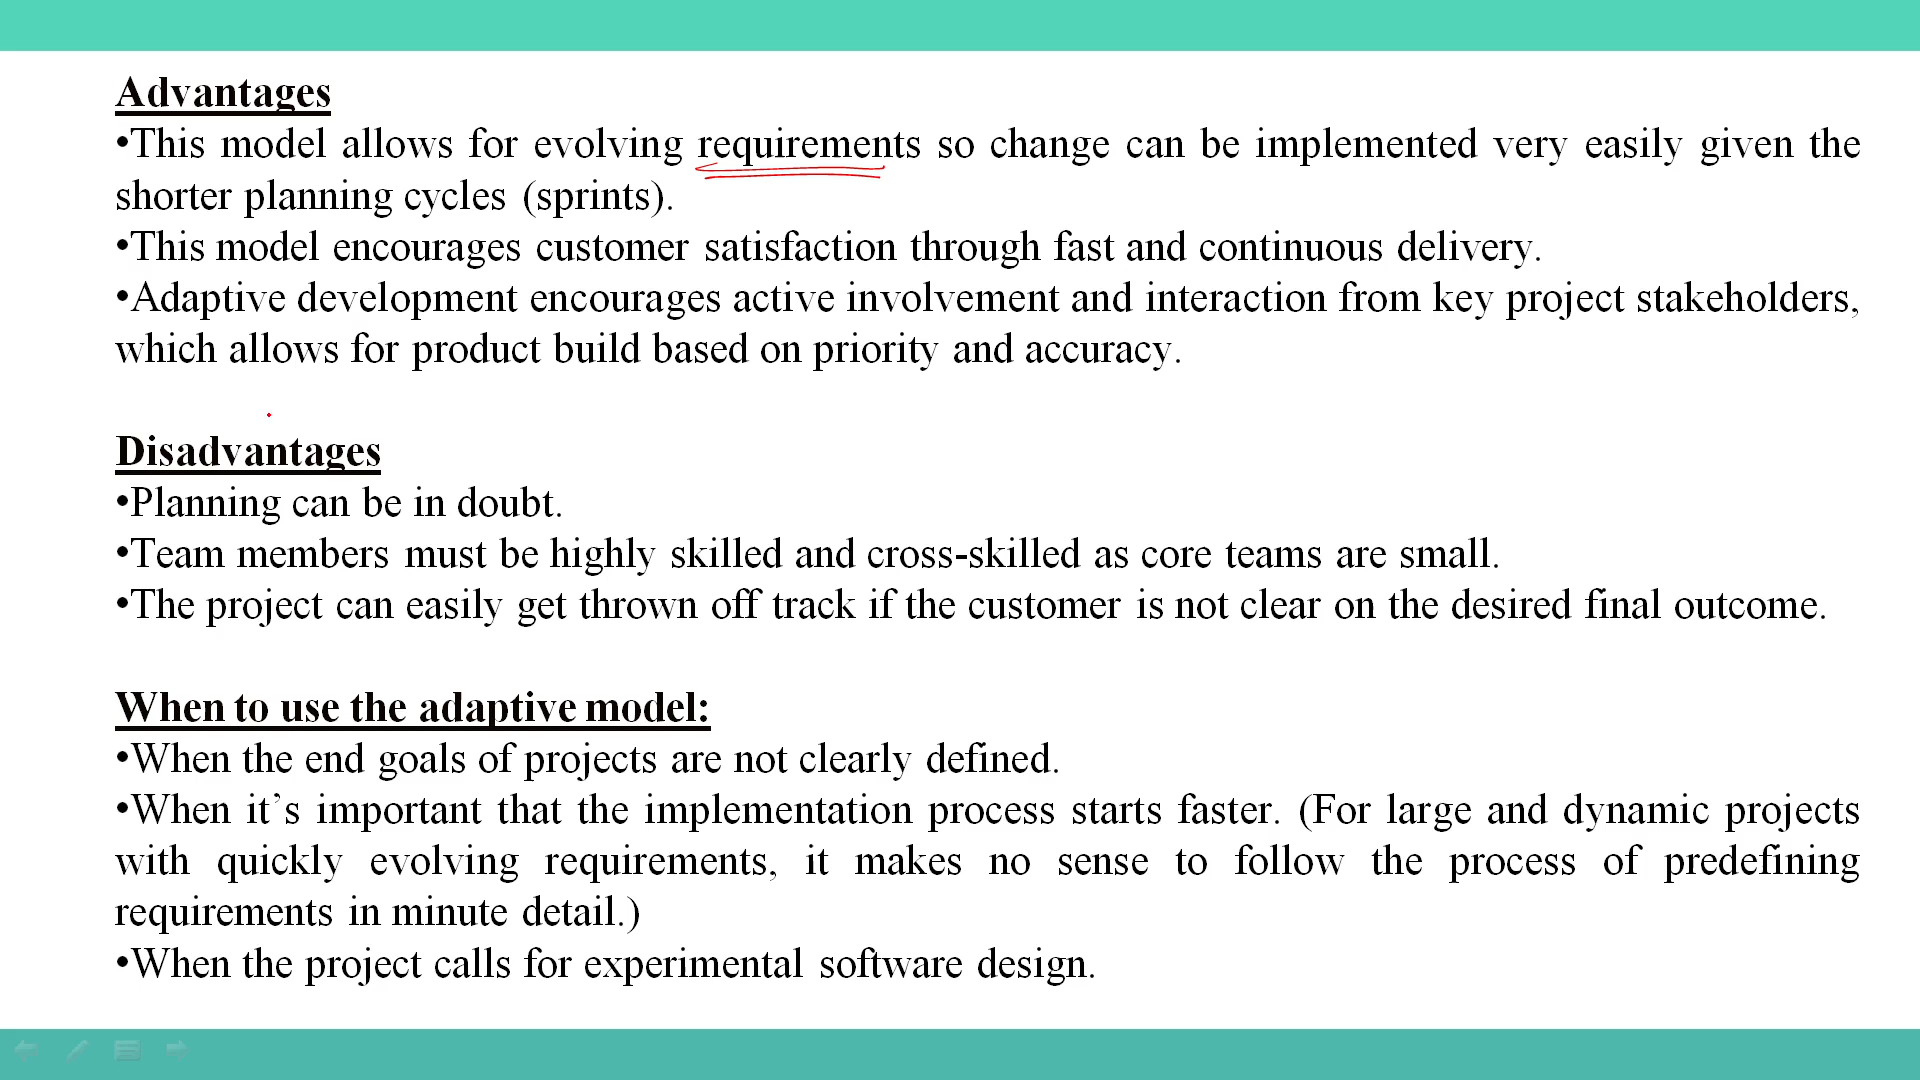 Advantages
•This model allows for evolving requirements so change can be implemented very easily given the
shorter planning cycles (sprints).
•This model encourages customer satisfaction through fast and continuous delivery.
•Adaptive development encourages active involvement and interaction from key project stakeholders,
which allows for product build based on priority and accuracy.
Disadvantages
•Planning can be in doubt.
•Team members must be highly skilled and cross-skilled as core teams are small.
•The project can easily get thrown off track if the customer is not clear on the desired final outcome.
When to use the adaptive model:
•When the end goals of projects are not clearly defined.
•When it’s important that the implementation process starts faster. (For large and dynamic projects
with quickly evolving requirements, it makes no sense to follow the process of predefining
requirements in minute detail.)
•When the project calls for experimental software design.